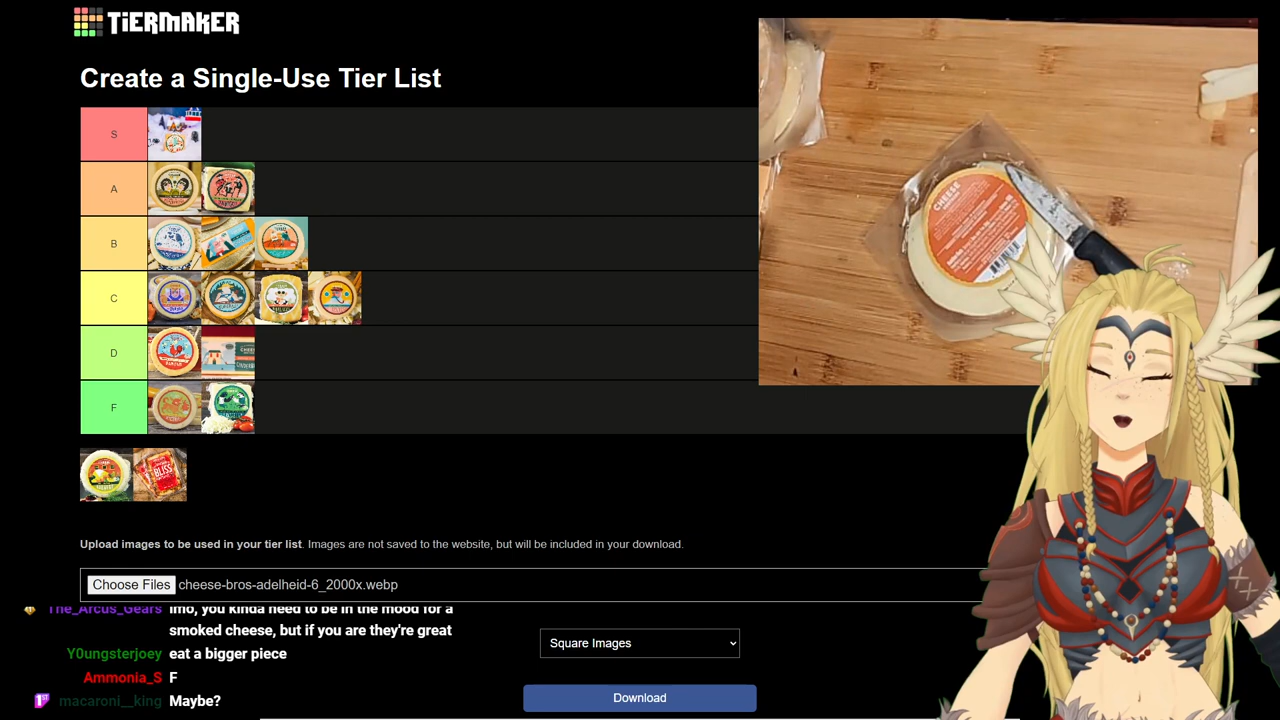 TIERMAKER
Create a Single-Use Tier List
S
A
B
C
D
F
CHEESE
BLISS
Upload images to be used in your tier list. Images are not saved to the website, but will be included in your download.
Choose Files cheese-bros-adelheid-6_2000x.webp
The_Arcus_Gears imo, you kinda need to be in the mood for a
smoked cheese, but if you are they're great
Y0ungsterjoey eat a bigger piece
Ammonia_S F
macaroni__king Maybe?
Square Images
Download